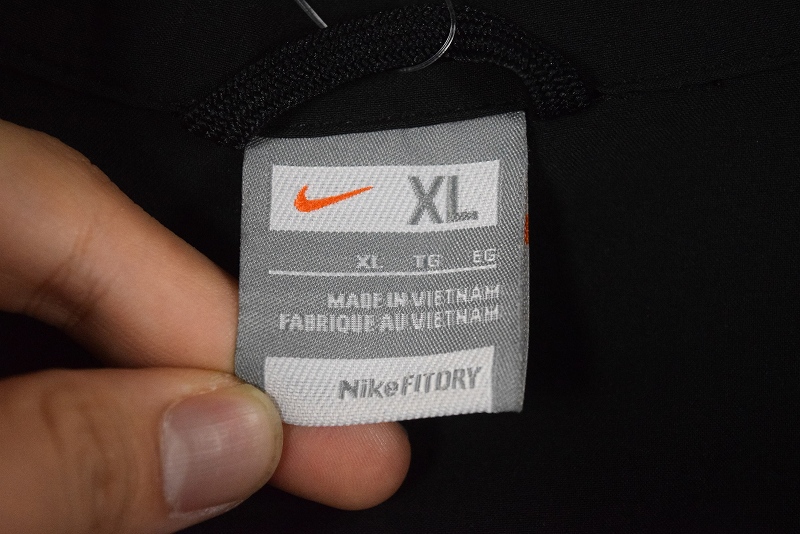 XL
XL TG EG
MADE IN VIETNAM
FABRIQUE AU VIETNAM
NikeFITDRY